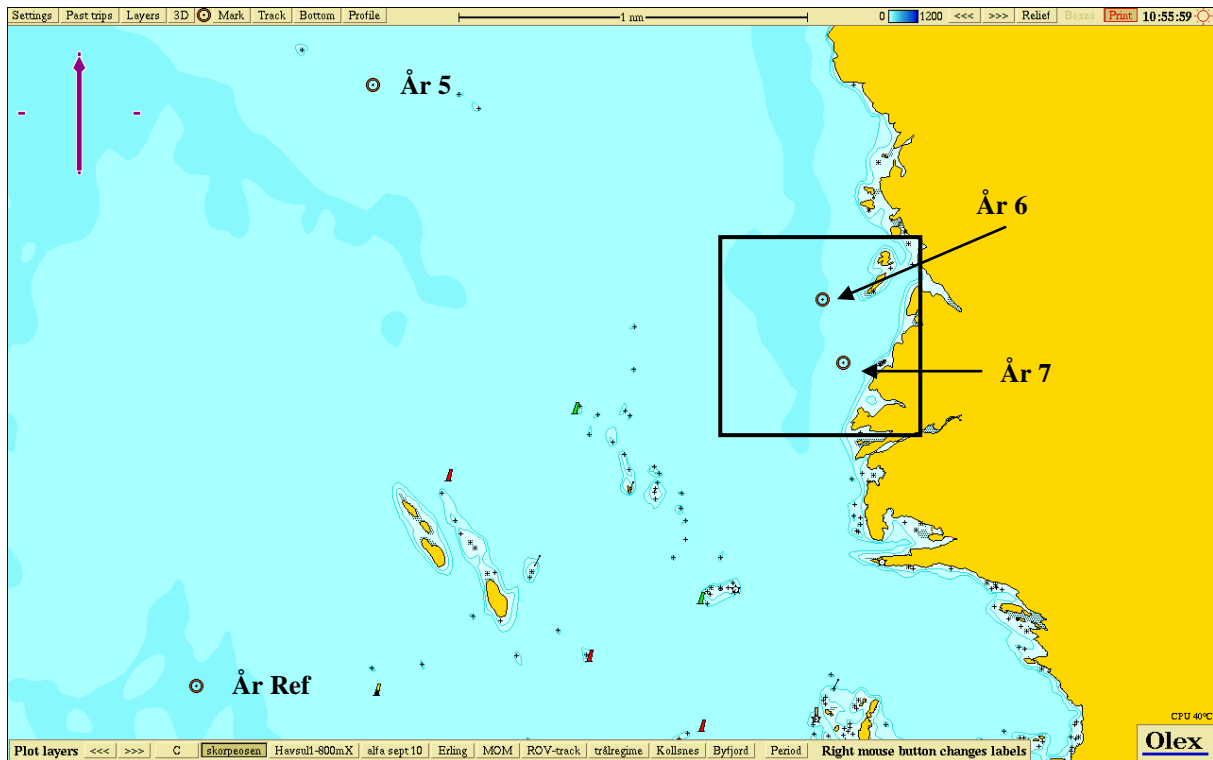 Settings Past trips Layers 3D Mark Track Bottom Profile 1 nm 0 1200 <<< >>> Relief Boxes Print 10:55:59
År 5
År 6
År 7
År Ref
CPU 40°C
Olex
Plot layers <<< >>> C skorpeosen Havsul1-800mX alfa sept 10 Erling MOM ROV-track trålregime Kollsnes Byfjord Period Right mouse button changes labels